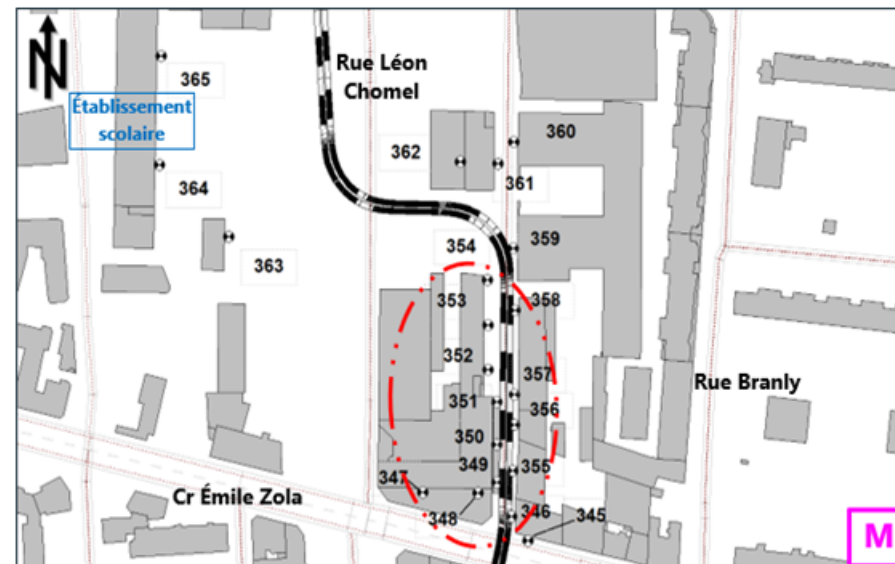 N
Rue Léon
Chomel
365
Établissement
scolaire
360
362
364
361
354
359
363
353
358
352
357
Rue Branly
351
356
350
349
355
347
Cr Émile Zola
348
346
345
M